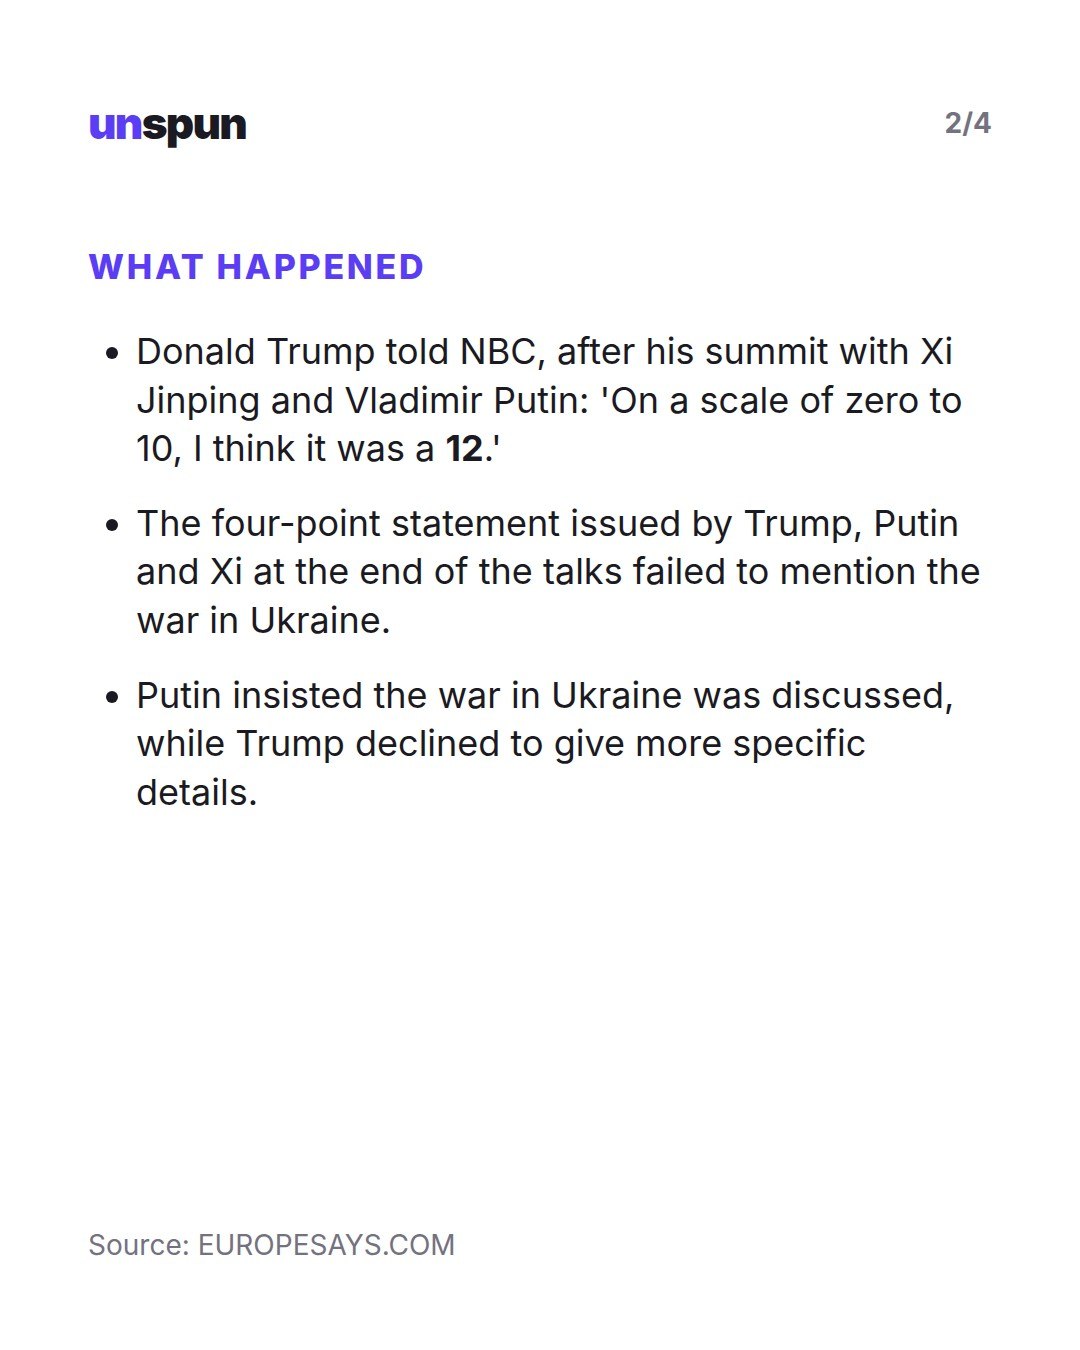 unspun
2/4
WHAT HAPPENED
• Donald Trump told NBC, after his summit with Xi
Jinping and Vladimir Putin: 'On a scale of zero to
10, I think it was a 12.'
• The four-point statement issued by Trump, Putin
and Xi at the end of the talks failed to mention the
war in Ukraine.
• Putin insisted the war in Ukraine was discussed,
while Trump declined to give more specific
details.
Source: EUROPESAYS.COM